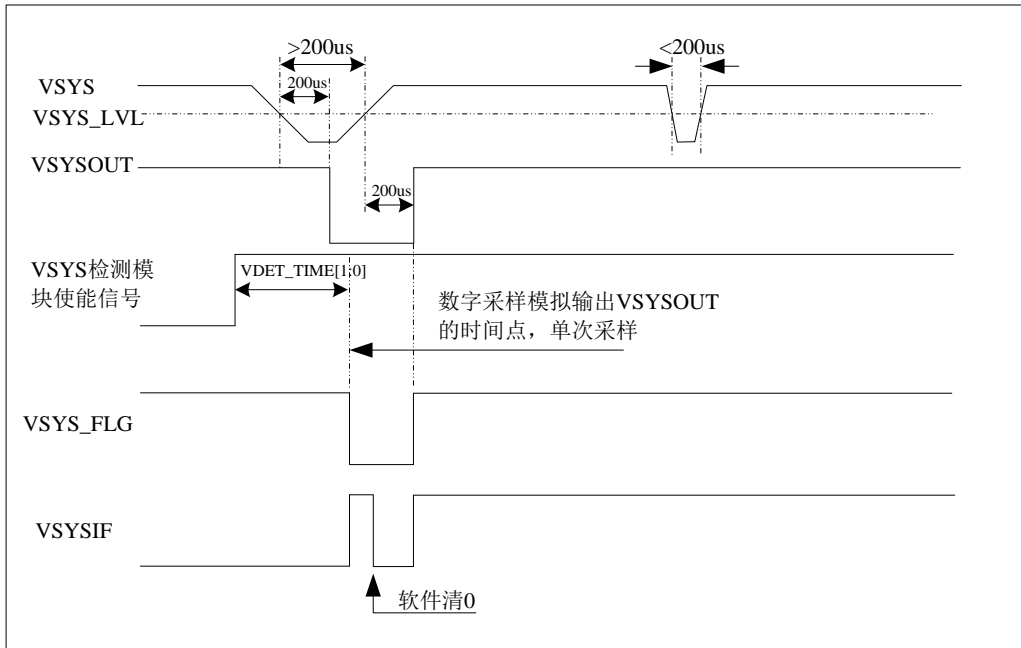 >200us
<200us
VSYS
200us
VSYS_LVL
VSYSOUT
200us
VSYS检测模
块使能信号
VDET_TIME[1:0]
数字采样模拟输出VSYSOUT
的时间点，单次采样
VSYS_FLG
VSYSIF
软件清0